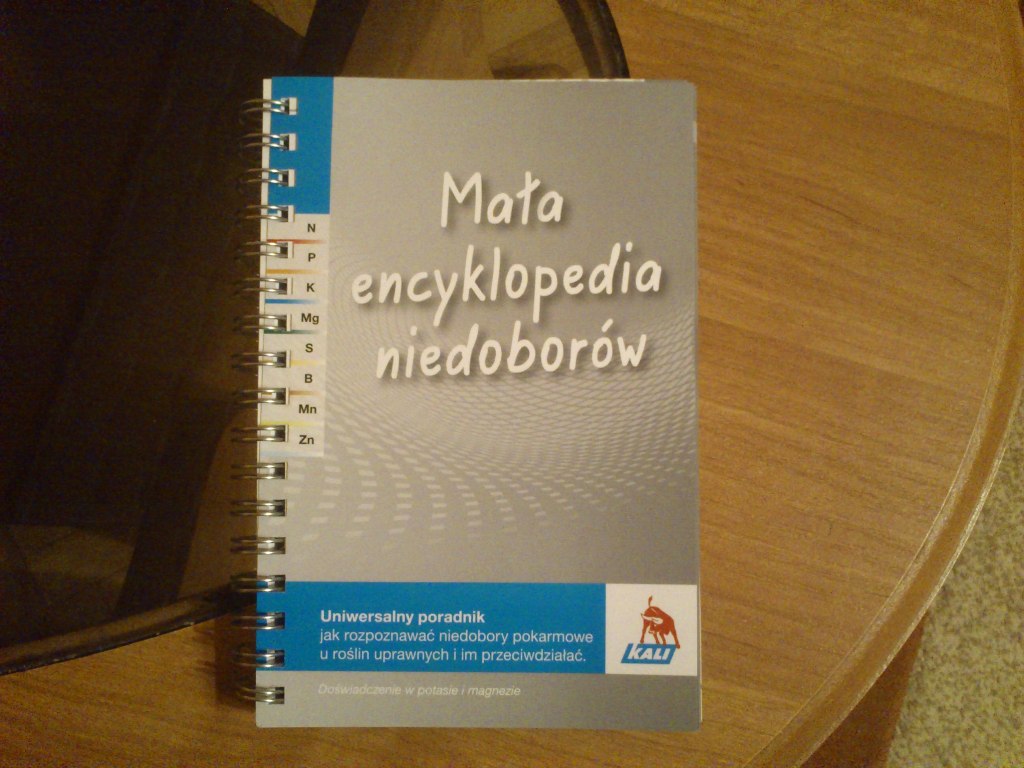 N
P
K
Mg
S
B
Mn
Zn
Mała
encyklopedia
niedoborów
Uniwersalny poradnik
jak rozpoznawać niedobory pokarmowe
u roślin uprawnych i im przeciwdziałać.
KALI
Doświadczenie w potasie i magnezie